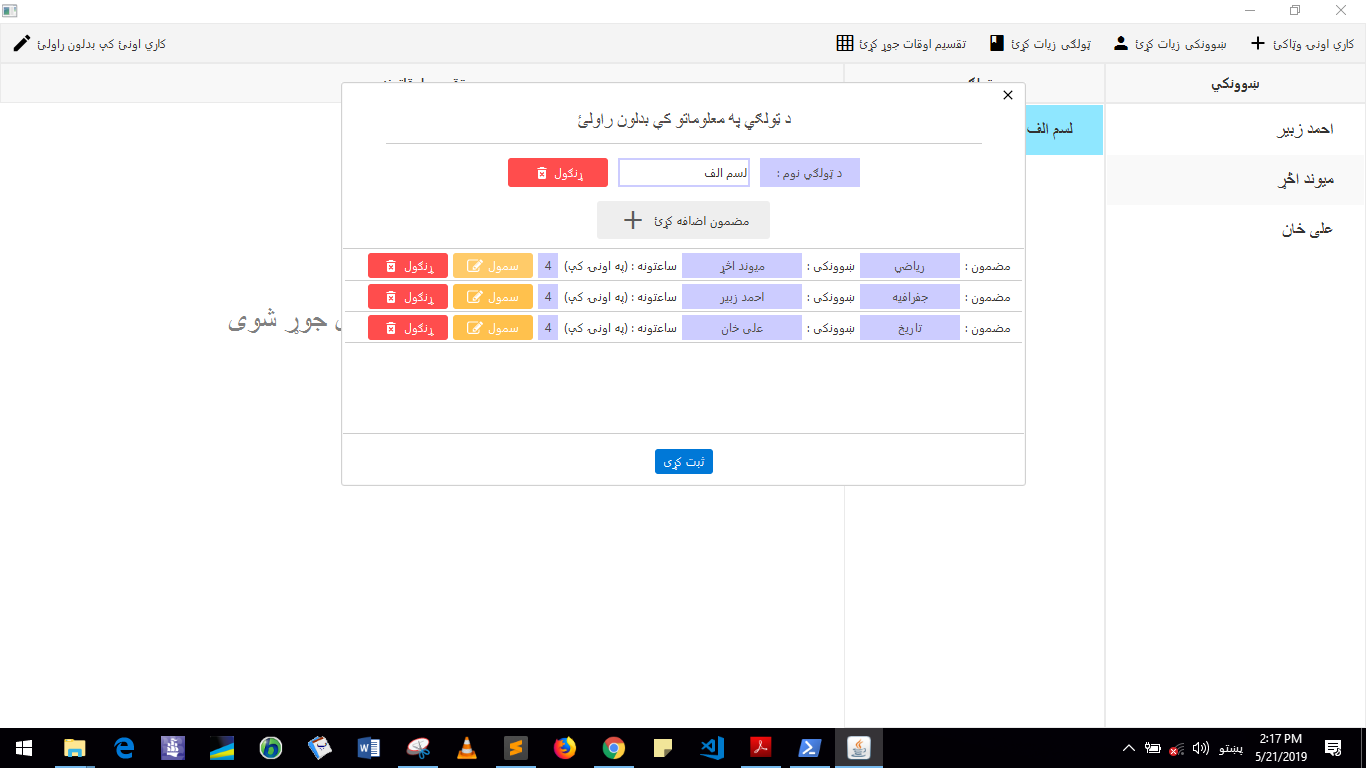 کاري اونۍ وټاکئ
ښوونکی زیات کړئ
ټولګی زیات کړئ
تقسیم اوقات جوړ کړئ
کاري اونۍ کې بدلون راولئ
ښوونکي
احمد زبیر
میوند اڅړ
علی خان
لسم الف
جوړ شوی
د ټولګي په معلوماتو کې بدلون راولئ
د ټولګي نوم :
لسم الف
ړنګول
مضمون اضافه کړئ
مضمون : ریاضي ښوونکی : میوند اڅړ ساعتونه : (په اونۍ کې) 4 سمول ړنګول
مضمون : جغرافیه ښوونکی : احمد زبیر ساعتونه : (په اونۍ کې) 4 سمول ړنګول
مضمون : تاریخ ښوونکی : علی خان ساعتونه : (په اونۍ کې) 4 سمول ړنګول
ثبت کړی
پښتو
2:17 PM
5/21/2019